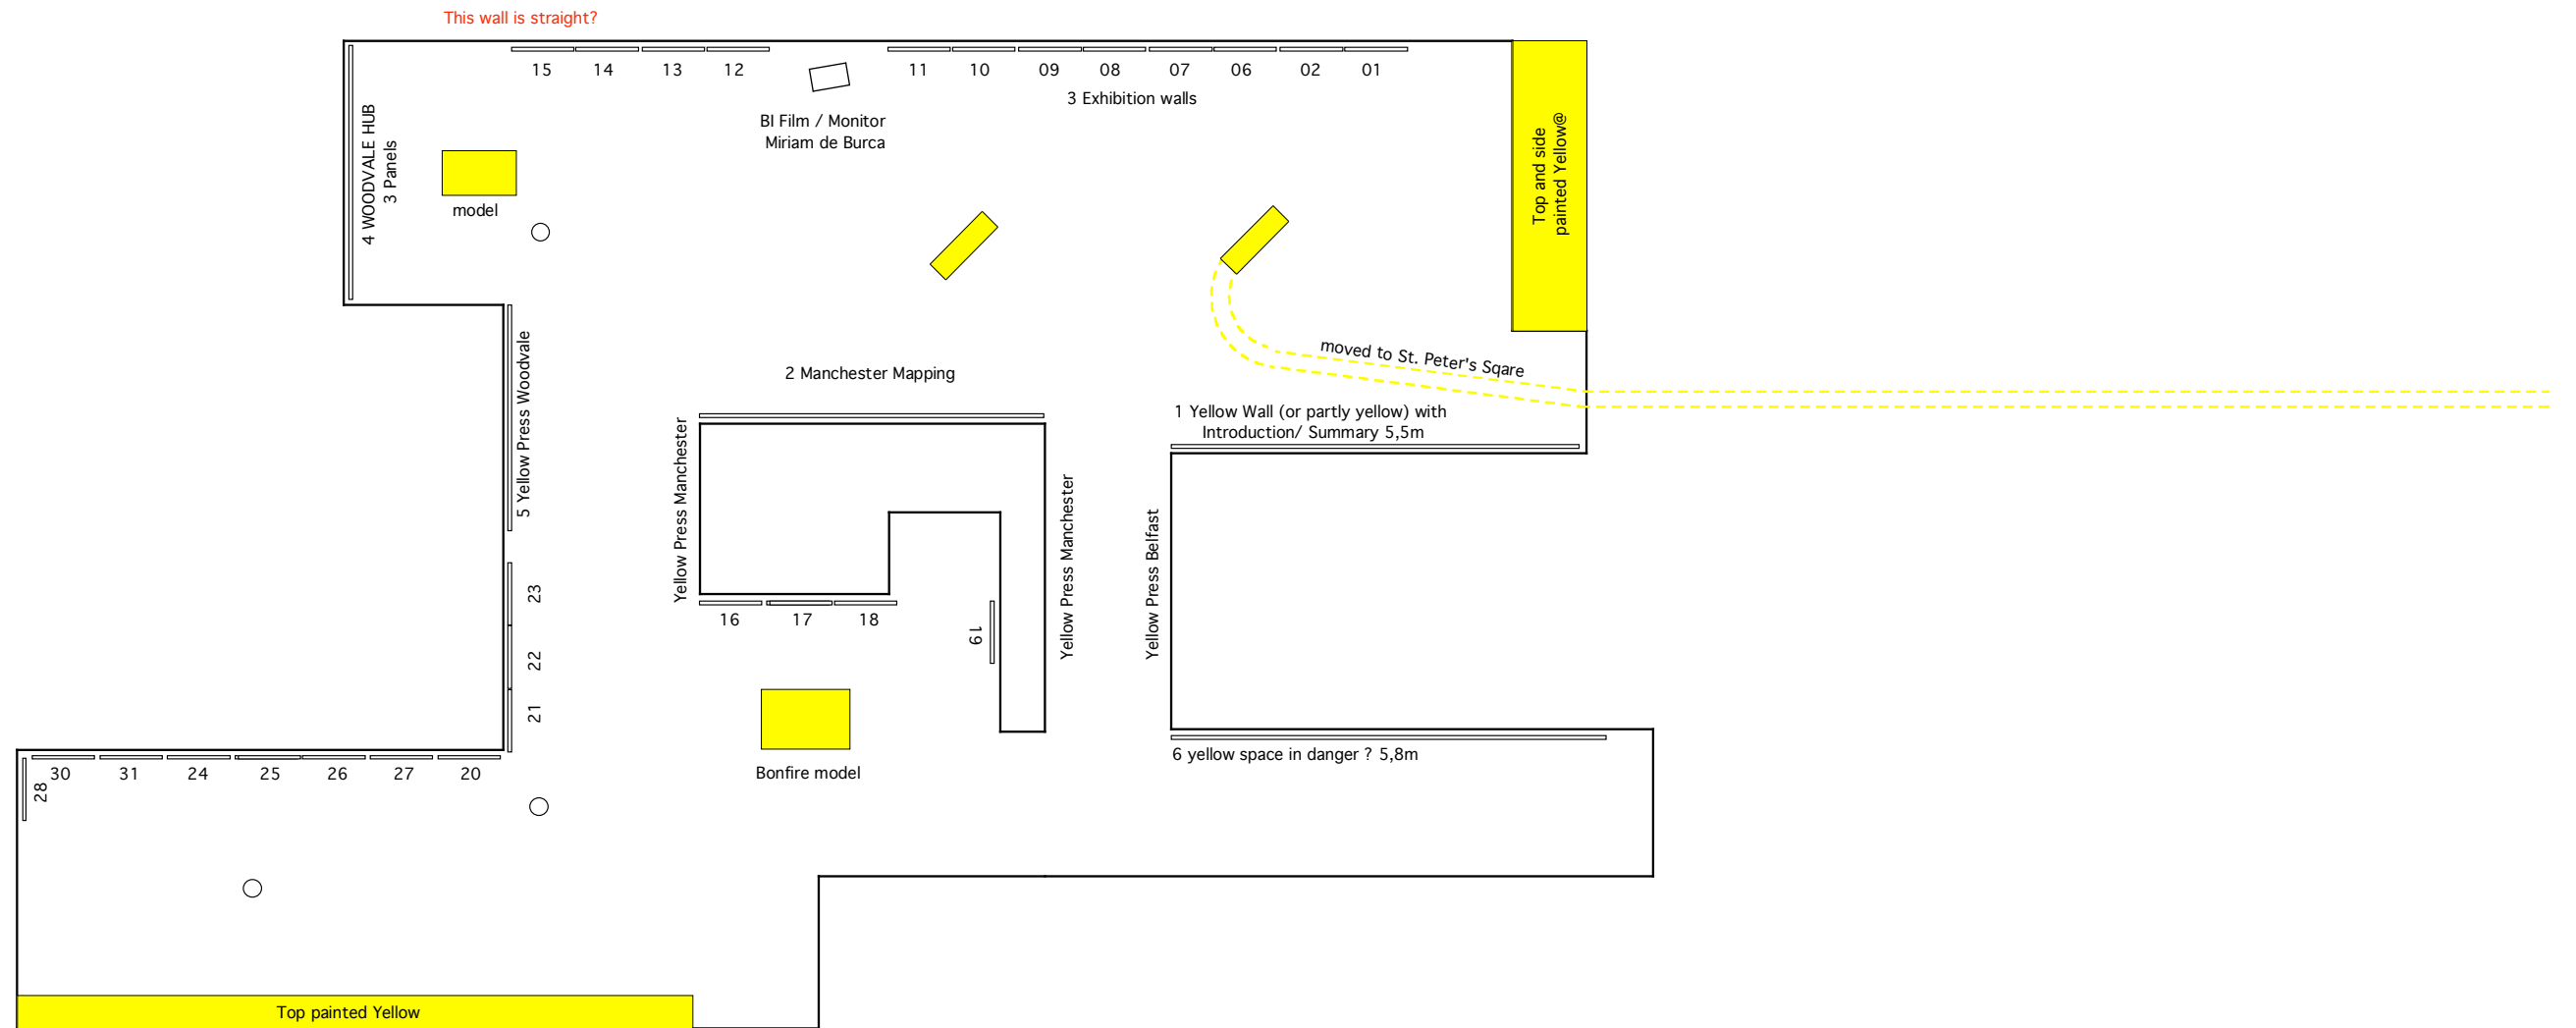 This wall is straight?
15 14 13 12 11 10 09 08 07 06 02 01
3 Exhibition walls
BI Film / Monitor
Miriam de Burca
4 WOODVALE HUB
3 Panels
model
Top and side
painted Yellow@
moved to St. Peter's Sqare
2 Manchester Mapping
1 Yellow Wall (or partly yellow) with
Introduction/ Summary 5,5m
5 Yellow Press Woodvale
Yellow Press Manchester
Yellow Press Manchester
Yellow Press Belfast
23
22
21
16 17 18
19
Bonfire model
6 yellow space in danger ? 5,8m
30 31 24 25 26 27 20
28
Top painted Yellow